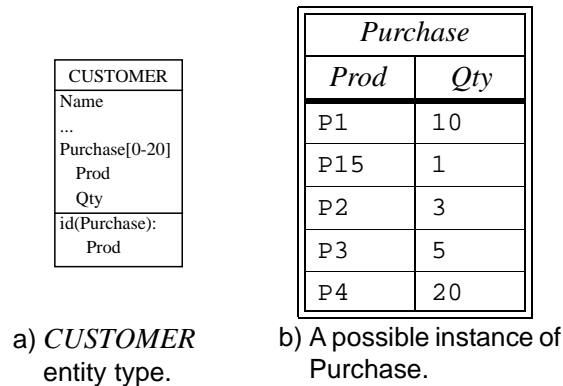 CUSTOMER
Name
...
Purchase[0-20]
Prod
Qty
id(Purchase):
Prod
a) CUSTOMER
entity type.
Purchase
Prod Qty
P1 10
P15 1
P2 3
P3 5
P4 20
b) A possible instance of
Purchase.